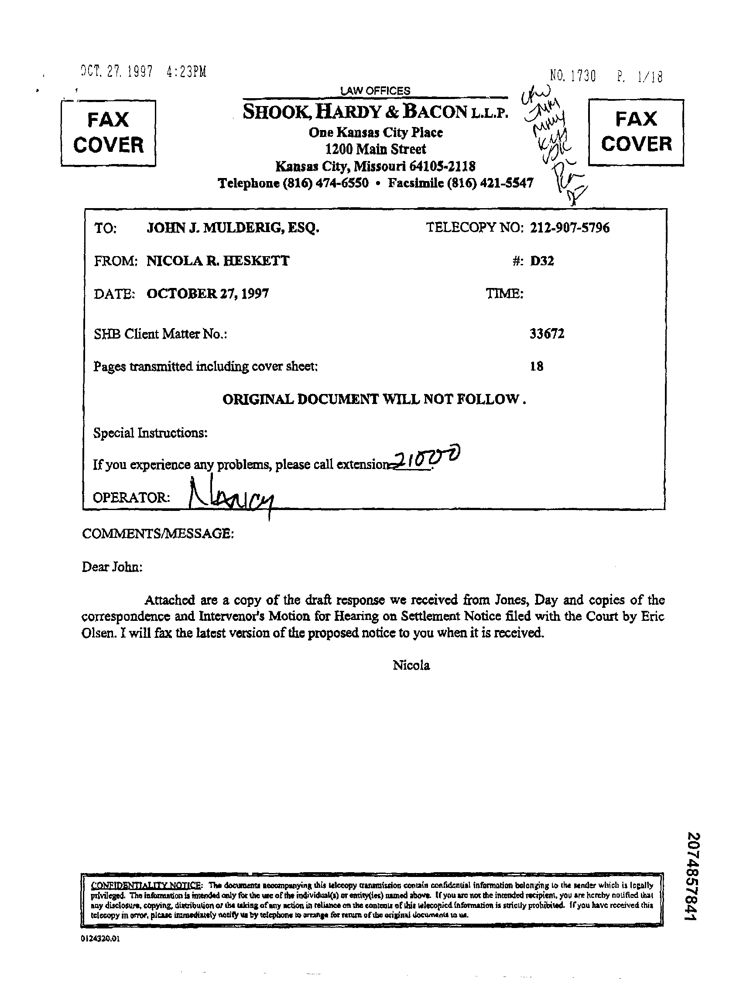 OCT. 27. 1997 4:23PM NO. 1730 P. 1/18
LAW OFFICES
FAX
COVER
SHOOK, HARDY & BACON L.L.P.
One Kansas City Place
1200 Main Street
Kansas City, Missouri 64105-2118
Telephone (816) 474-6550 • Facsimile (816) 421-5547
FAX
COVER
TO: JOHN J. MULDERIG, ESQ. TELECOPY NO: 212-907-5796
FROM: NICOLA R. HESKETT #: D32
DATE: OCTOBER 27, 1997 TIME:
SHB Client Matter No.: 33672
Pages transmitted including cover sheet: 18
ORIGINAL DOCUMENT WILL NOT FOLLOW .
Special Instructions:
If you experience any problems, please call extension 21000.
OPERATOR: Nancy
COMMENTS/MESSAGE:
Dear John:
Attached are a copy of the draft response we received from Jones, Day and copies of the
correspondence and Intervenor's Motion for Hearing on Settlement Notice filed with the Court by Eric
Olsen. I will fax the latest version of the proposed notice to you when it is received.
Nicola
2074857841
CONFIDENTIALITY NOTICE: The documents accompanying this telecopy transmission contain confidential information belonging to the sender which is legally
privileged. The information is intended only for the use of the individual(s) or entity(ies) named above. If you are not the intended recipient, you are hereby notified that
any disclosure, copying, distribution or the taking of any action in reliance on the contents of this telecopied information is strictly prohibited. If you have received this
telecopy in error, please immediately notify us by telephone to arrange for return of the original documents to us.
0124320.01